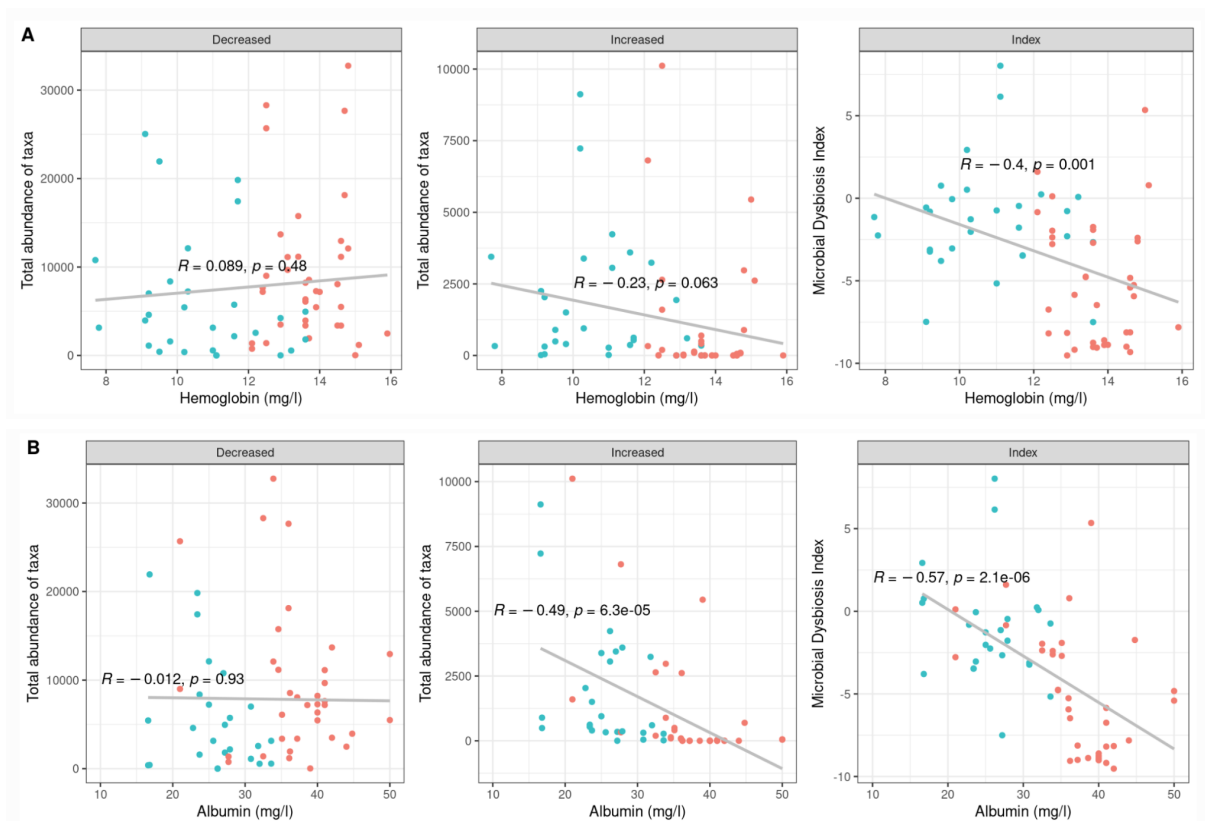 A
Decreased
Increased
Index
Total abundance of taxa
30000
20000
10000
0
R = 0.089, p = 0.48
8 10 12 14 16
Hemoglobin (mg/l)
Total abundance of taxa
10000
7500
5000
2500
0
R = −0.23, p = 0.063
8 10 12 14 16
Hemoglobin (mg/l)
Microbial Dysbiosis Index
5
0
-5
-10
R = −0.4, p = 0.001
8 10 12 14 16
Hemoglobin (mg/l)
B
Decreased
Increased
Index
Total abundance of taxa
30000
20000
10000
0
R = −0.012, p = 0.93
10 20 30 40 50
Albumin (mg/l)
Total abundance of taxa
10000
7500
5000
2500
0
R = −0.49, p = 6.3e-05
10 20 30 40 50
Albumin (mg/l)
Microbial Dysbiosis Index
5
0
-5
-10
R = −0.57, p = 2.1e-06
10 20 30 40 50
Albumin (mg/l)